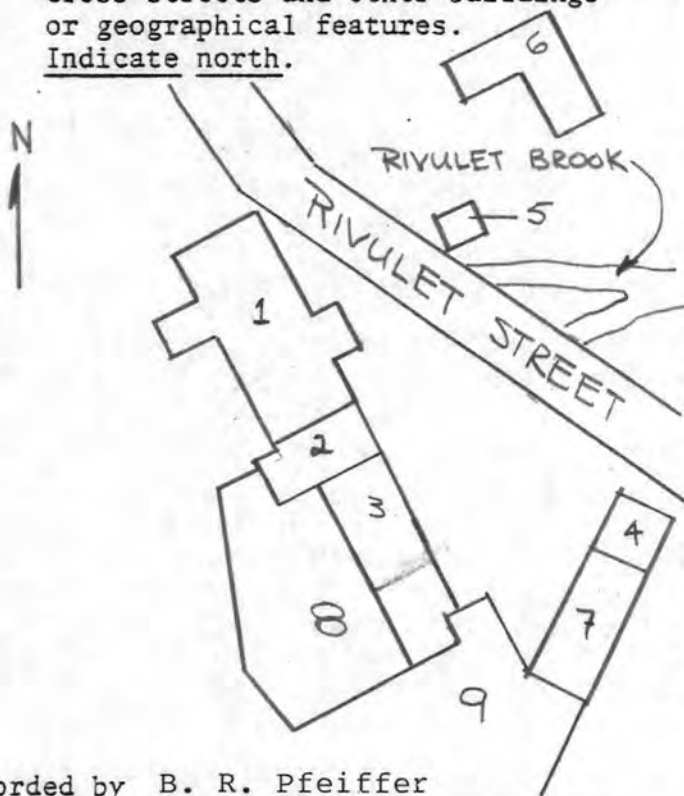 or geographical features.
Indicate north.
N
6
RIVULET BROOK
5
RIVULET STREET
1
2
3
4
7
8
9
B. R. Pfeiffer